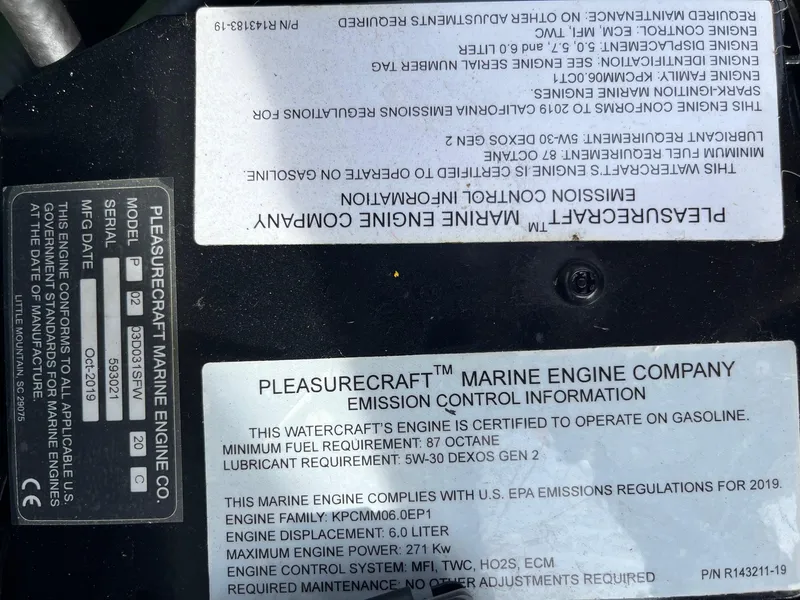 PLEASURECRAFT™ MARINE ENGINE COMPANY
EMISSION CONTROL INFORMATION
THIS WATERCRAFT'S ENGINE IS CERTIFIED TO OPERATE ON GASOLINE.
MINIMUM FUEL REQUIREMENT: 87 OCTANE
LUBRICANT REQUIREMENT: 5W-30 DEXOS GEN 2
THIS ENGINE CONFORMS TO 2019 CALIFORNIA EMISSIONS REGULATIONS FOR
SPARK-IGNITION MARINE ENGINES.
ENGINE FAMILY: KPCMM06.0CT1
ENGINE IDENTIFICATION: SEE ENGINE SERIAL NUMBER TAG
ENGINE DISPLACEMENT: 5.0, 5.7, and 6.0 LITER
ENGINE CONTROL: ECM, MFI, TWC
REQUIRED MAINTENANCE: NO OTHER ADJUSTMENTS REQUIRED P/N R143183-19
PLEASURECRAFT MARINE ENGINE CO.
MODEL P 02 03D031SFW 20 C
SERIAL 593021
MFG DATE Oct-2019
THIS ENGINE CONFORMS TO ALL APPLICABLE U.S.
GOVERNMENT STANDARDS FOR MARINE ENGINES
AT THE DATE OF MANUFACTURE.
LITTLE MOUNTAIN, SC 29075
CE
PLEASURECRAFT™ MARINE ENGINE COMPANY
EMISSION CONTROL INFORMATION
THIS WATERCRAFT'S ENGINE IS CERTIFIED TO OPERATE ON GASOLINE.
MINIMUM FUEL REQUIREMENT: 87 OCTANE
LUBRICANT REQUIREMENT: 5W-30 DEXOS GEN 2
THIS MARINE ENGINE COMPLIES WITH U.S. EPA EMISSIONS REGULATIONS FOR 2019.
ENGINE FAMILY: KPCMM06.0EP1
ENGINE DISPLACEMENT: 6.0 LITER
MAXIMUM ENGINE POWER: 271 Kw
ENGINE CONTROL SYSTEM: MFI, TWC, HO2S, ECM
REQUIRED MAINTENANCE: NO OTHER ADJUSTMENTS REQUIRED P/N R143211-19